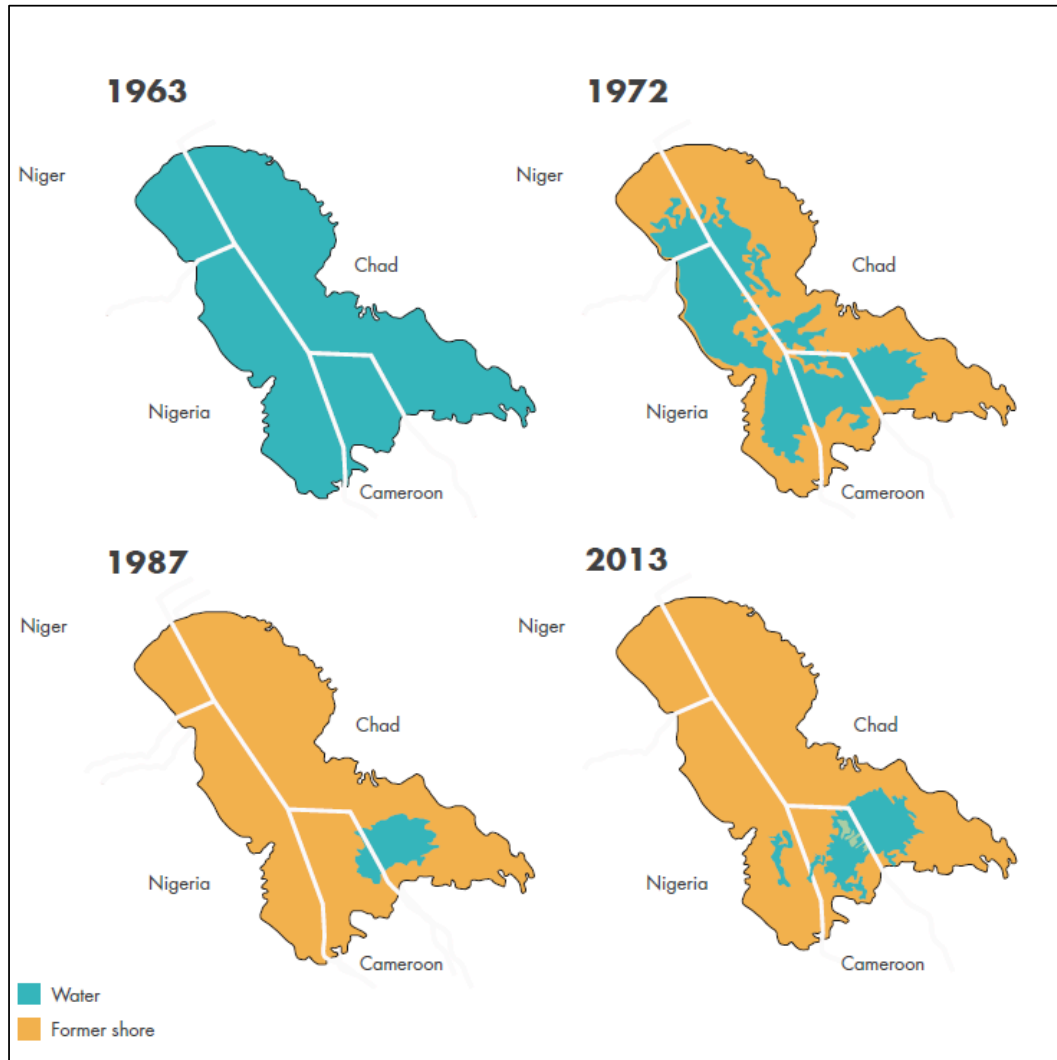 1963
Niger
Chad
Nigeria
Cameroon
1972
Niger
Chad
Nigeria
Cameroon
1987
Niger
Chad
Nigeria
Cameroon
2013
Niger
Chad
Nigeria
Cameroon
Water
Former shore